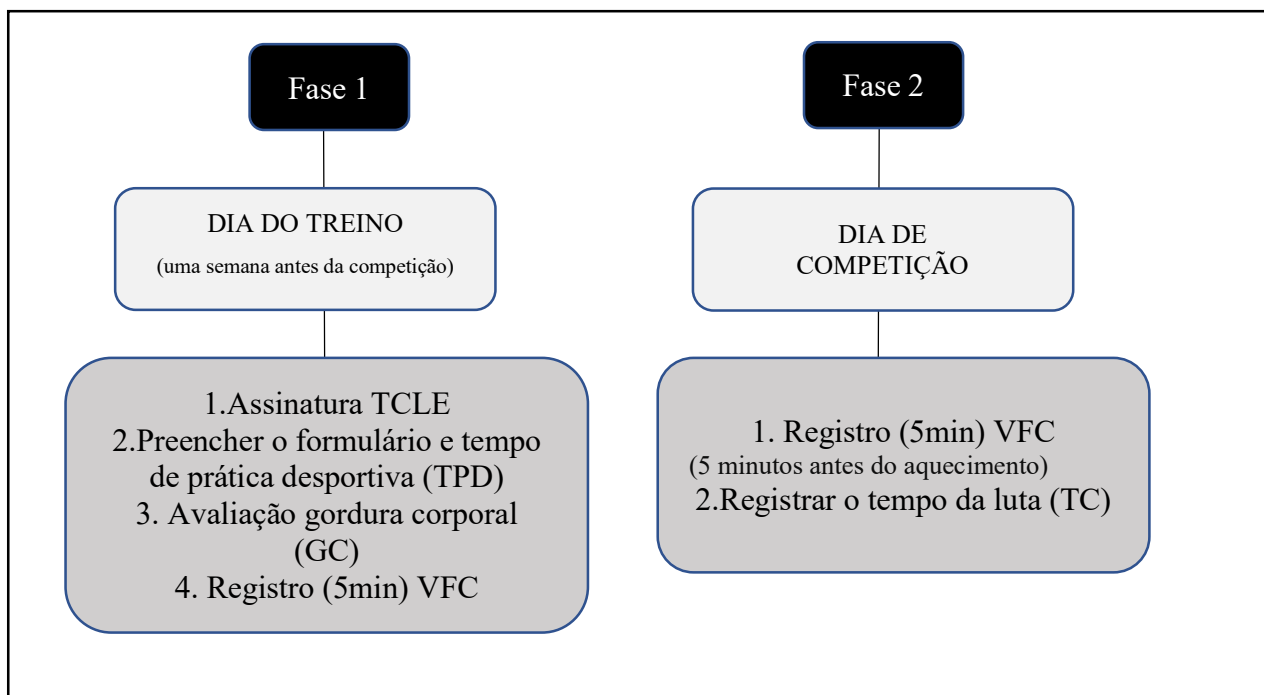 Fase 1
DIA DO TREINO
(uma semana antes da competição)
1.Assinatura TCLE
2.Preencher o formulário e tempo
de prática desportiva (TPD)
3. Avaliação gordura corporal
(GC)
4. Registro (5min) VFC
Fase 2
DIA DE
COMPETIÇÃO
1. Registro (5min) VFC
(5 minutos antes do aquecimento)
2.Registrar o tempo da luta (TC)